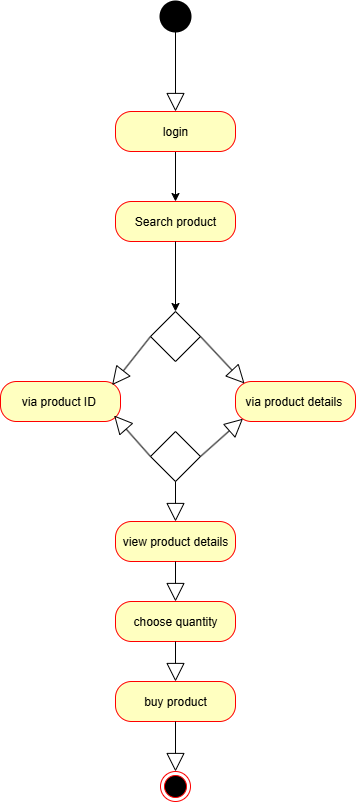 login
Search product
via product ID
via product details
view product details
choose quantity
buy product